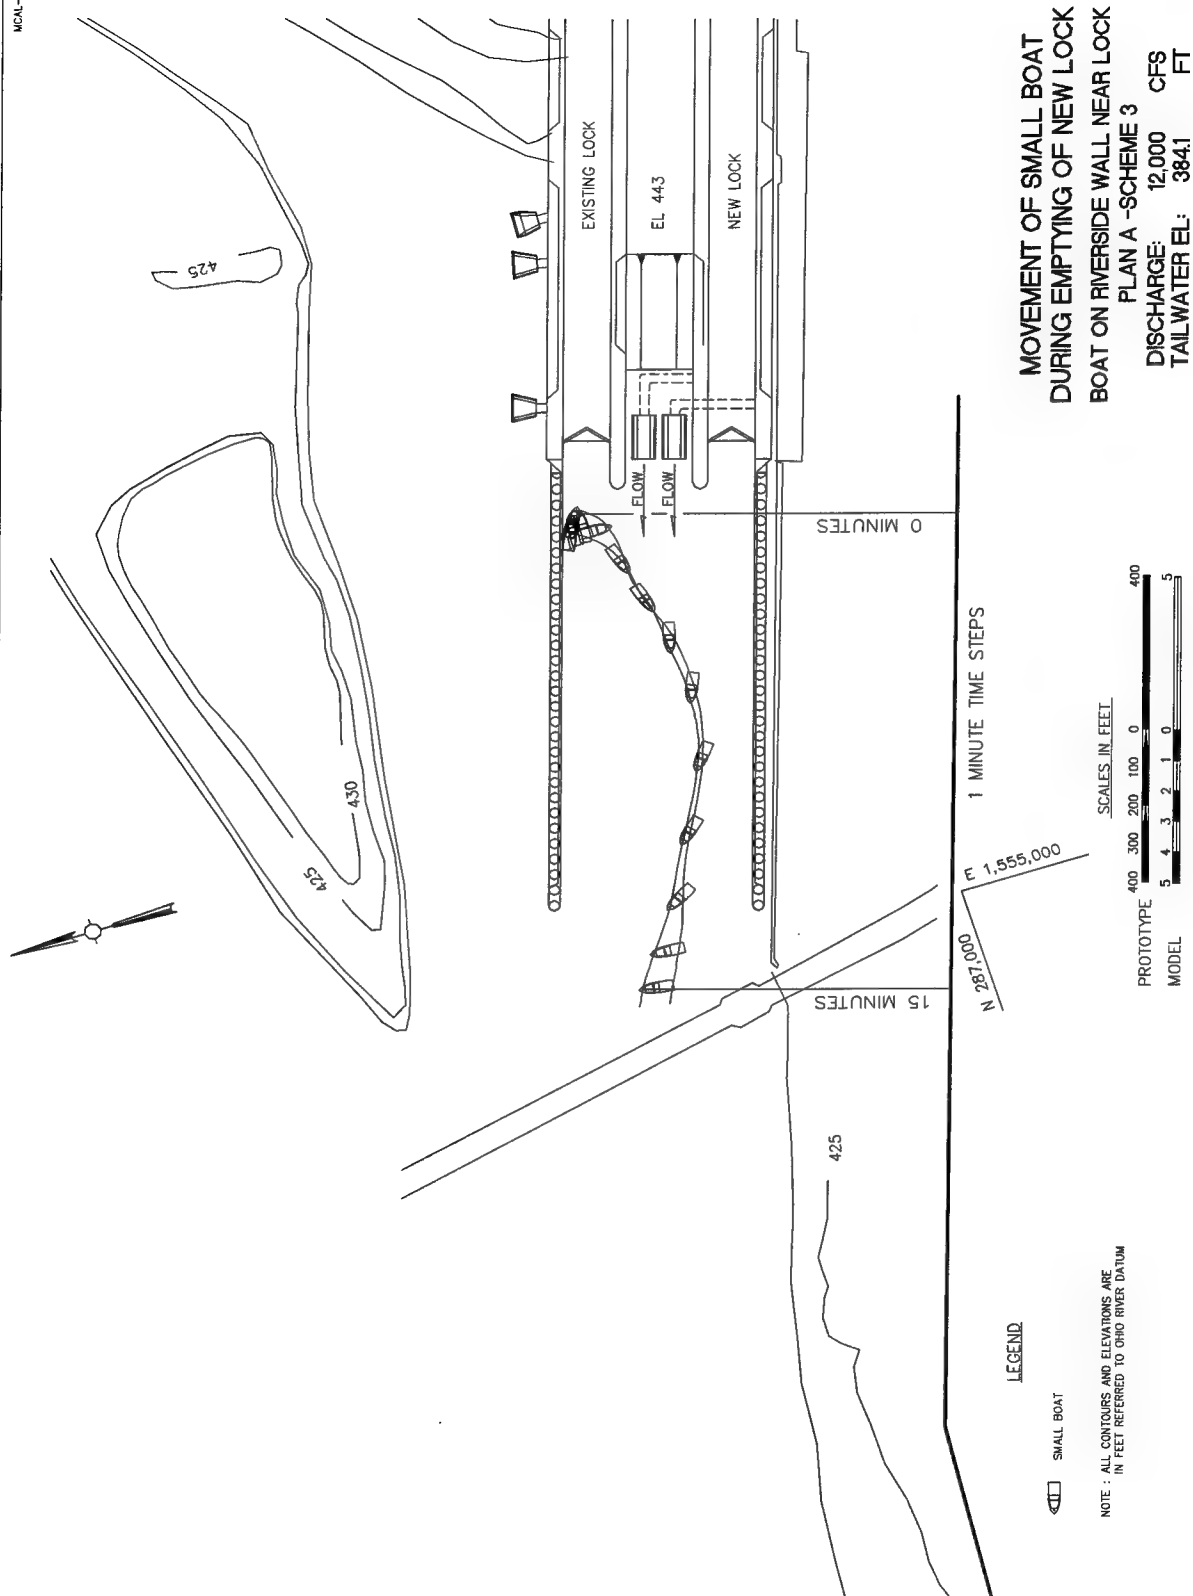 MCAL-
425
EXISTING LOCK
EL 443
NEW LOCK
FLOW
FLOW
0 MINUTES
430
425
15 MINUTES
1 MINUTE TIME STEPS
E 1,555,000
N 287,000
425
MOVEMENT OF SMALL BOAT
DURING EMPTYING OF NEW LOCK
BOAT ON RIVERSIDE WALL NEAR LOCK
PLAN A -SCHEME 3
DISCHARGE: 12,000 CFS
TAILWATER EL: 384.1 FT
SCALES IN FEET
PROTOTYPE 400 300 200 100 0 400
MODEL 5 4 3 2 1 0 5
LEGEND
SMALL BOAT
NOTE : ALL CONTOURS AND ELEVATIONS ARE
IN FEET REFERRED TO OHIO RIVER DATUM